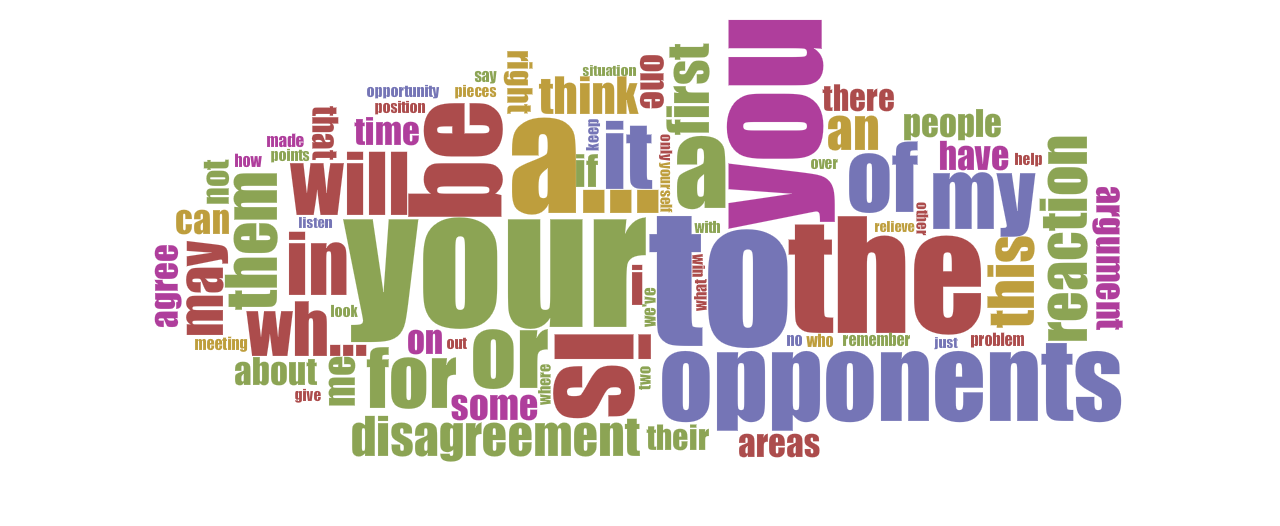 you
right
say
situation
think
one
first
opportunity
pieces
position
there
that
time
be
a...
keep
it
if
only
yourself
a
an
people
made
points
how
not
will
over
of
have
help
my
reaction
them
can
listen
your
to
with
the
relieve
other
this
argument
agree
may
in
i
we've
win
what
look
wh...
meeting
on
out
or
is
no
who
remember
just
problem
about
give
me
for
where
two
opponents
some
disagreement
their
areas